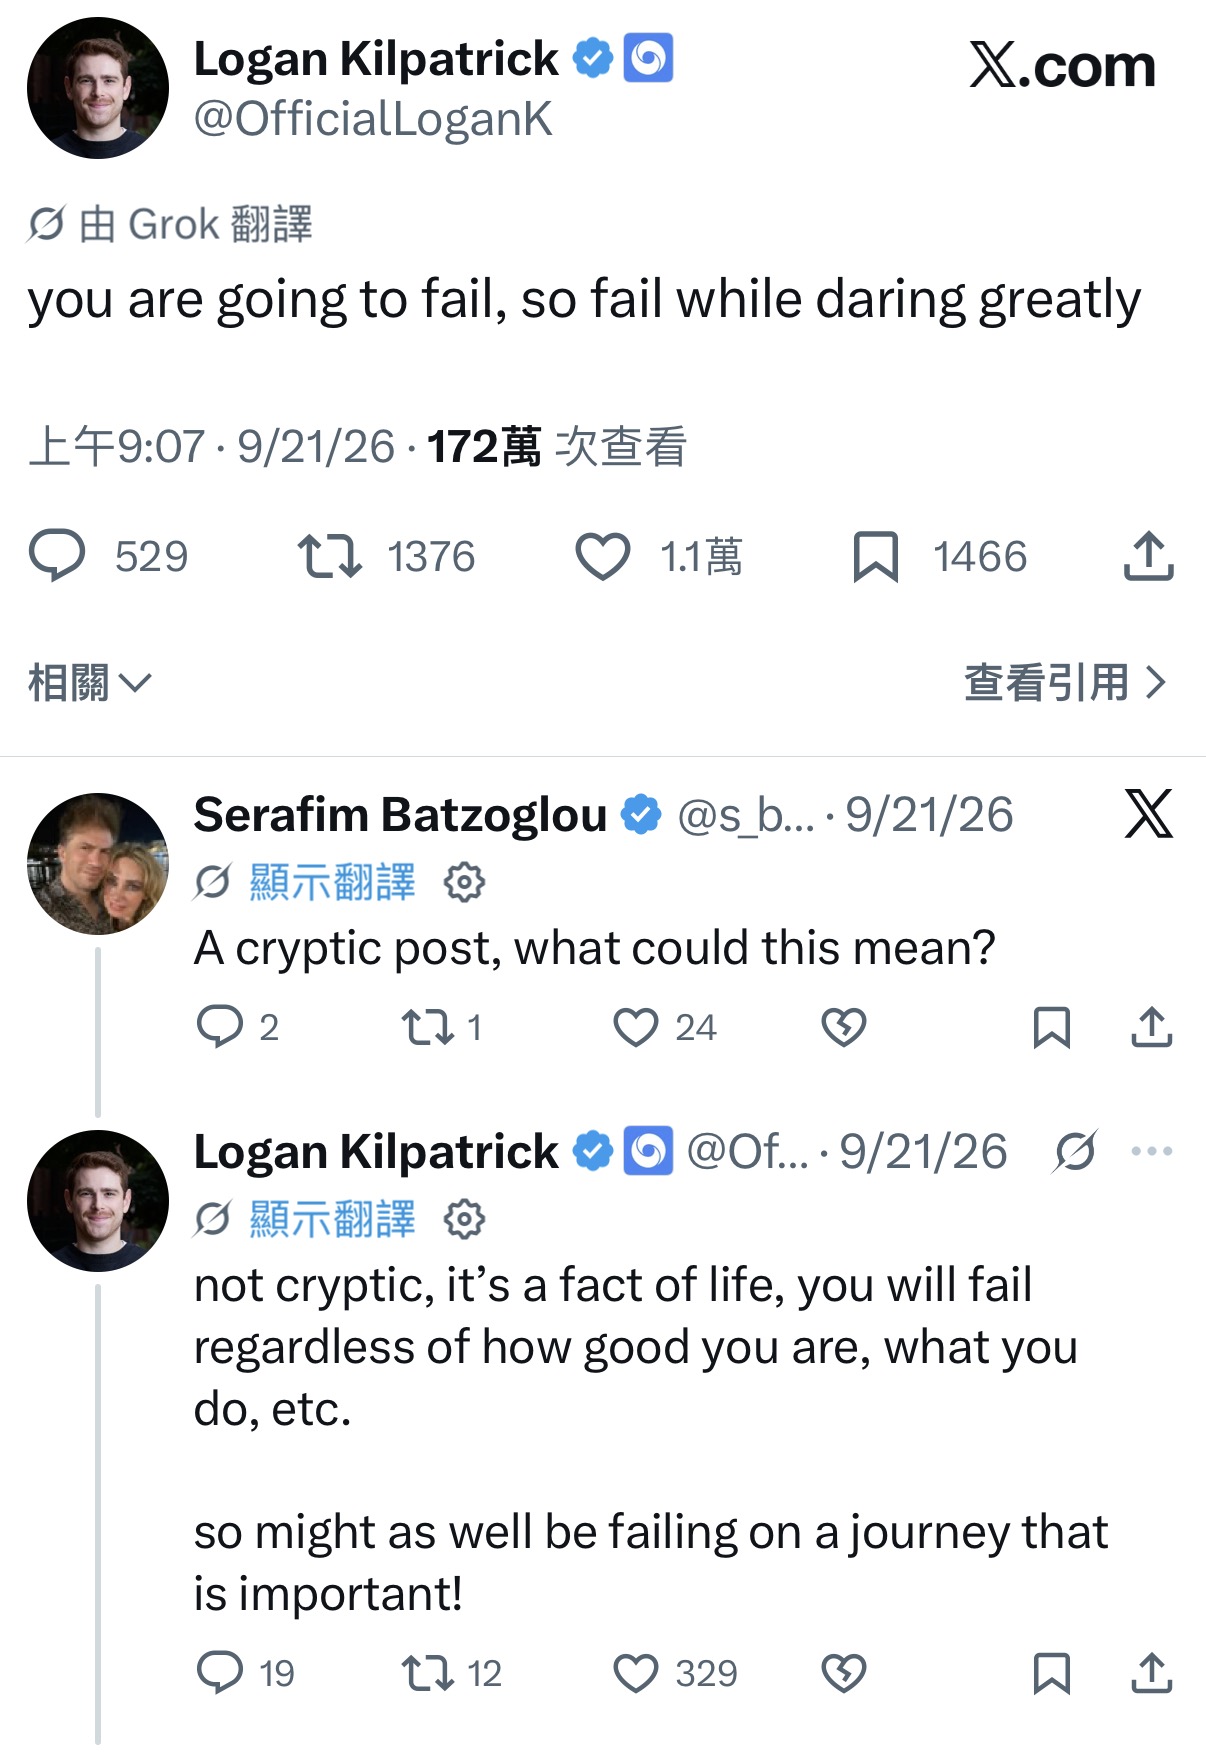 Logan Kilpatrick
X.com
@OfficialLoganK
由 Grok 翻譯
you are going to fail, so fail while daring greatly
上午9:07 · 9/21/26 · 172萬 次查看
529 1376 1.1萬 1466
相關 查看引用
Serafim Batzoglou @s_b... · 9/21/26
顯示翻譯
A cryptic post, what could this mean?
2 1 24
Logan Kilpatrick @Of... · 9/21/26
顯示翻譯
not cryptic, it’s a fact of life, you will fail
regardless of how good you are, what you
do, etc.
so might as well be failing on a journey that
is important!
19 12 329